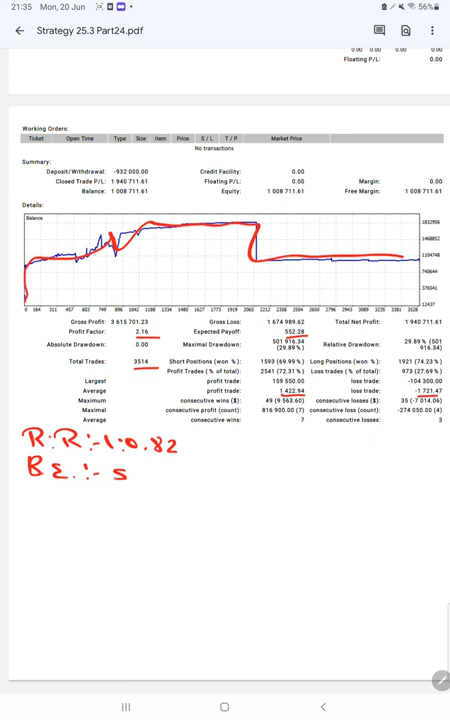 21:35 Mon, 20 Jun 56%
Strategy 25.3 Part24.pdf
0.00 0.00 0.00 0.00
Floating P/L: 0.00
Working Orders:
Ticket Open Time Type Size Item Price S / L T / P Market Price
No transactions
Summary:
Deposit/Withdrawal: -932 000.00 Credit Facility: 0.00
Closed Trade P/L: 1 940 711.61 Floating P/L: 0.00 Margin: 0.00
Balance: 1 008 711.61 Equity: 1 008 711.61 Free Margin: 1 008 711.61
Details:
Balance
1832956
1468852
1104748
740644
376541
12437
0 164 311 457 604 749 896 1042 1188 1334 1480 1627 1773 1919 2065 2212 2358 2504 2650 2796 2943 3089 3235 3381 3528
Gross Profit: 3 615 701.23 Gross Loss: 1 674 989.62 Total Net Profit: 1 940 711.61
Profit Factor: 2.16 Expected Payoff: 552.28
Absolute Drawdown: 0.00 Maximal Drawdown: 501 916.34 (29.89%) Relative Drawdown: 29.89% (501 916.34)
Total Trades: 3514 Short Positions (won %): 1593 (69.99%) Long Positions (won %): 1921 (74.23%)
Profit Trades (% of total): 2541 (72.31%) Loss trades (% of total): 973 (27.69%)
Largest profit trade: 159 550.00 loss trade: -104 300.00
Average profit trade: 1 422.94 loss trade: -1 721.47
Maximum consecutive wins ($): 49 (9 563.60) consecutive losses ($): 35 (-7 014.06)
Maximal consecutive profit (count): 816 900.00 (7) consecutive loss (count): -274 050.00 (4)
Average consecutive wins: 7 consecutive losses: 3
R:R:-1:0.82
B E.:- 5